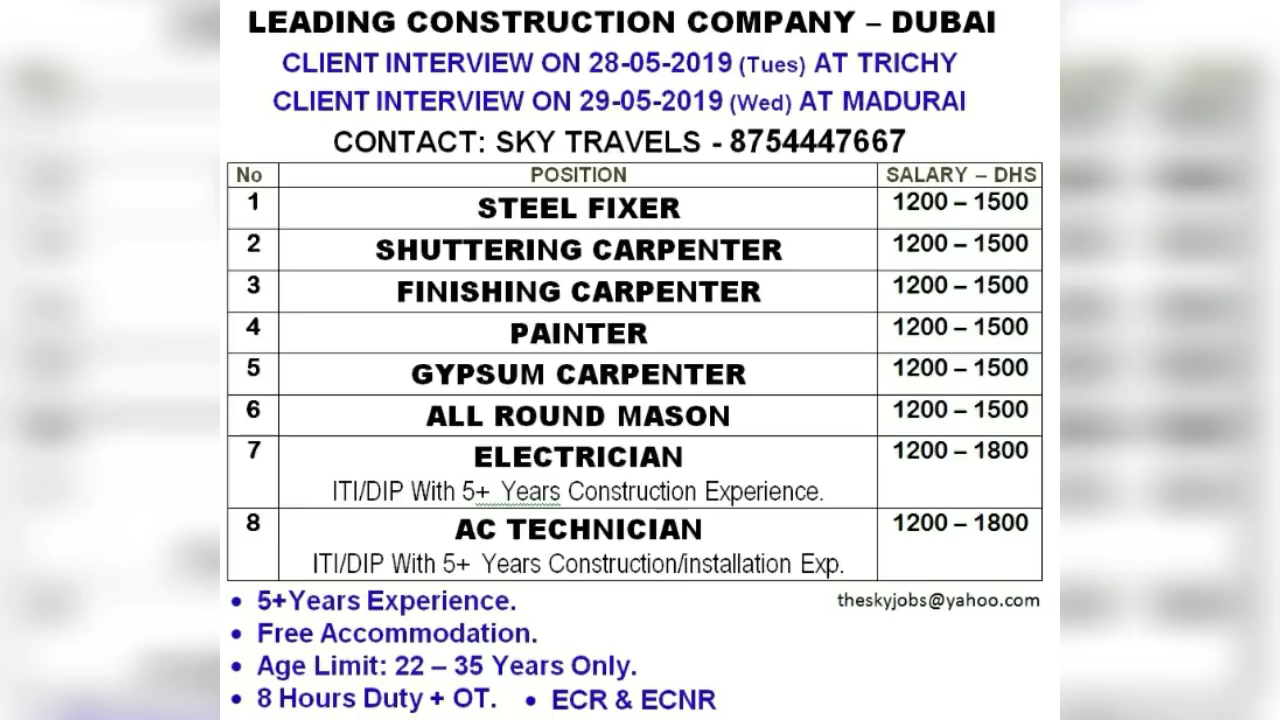 LEADING CONSTRUCTION COMPANY – DUBAI
CLIENT INTERVIEW ON 28-05-2019 (Tues) AT TRICHY
CLIENT INTERVIEW ON 29-05-2019 (Wed) AT MADURAI
CONTACT: SKY TRAVELS - 8754447667
No POSITION SALARY – DHS
1 STEEL FIXER 1200 – 1500
2 SHUTTERING CARPENTER 1200 – 1500
3 FINISHING CARPENTER 1200 – 1500
4 PAINTER 1200 – 1500
5 GYPSUM CARPENTER 1200 – 1500
6 ALL ROUND MASON 1200 – 1500
7 ELECTRICIAN 1200 – 1800
ITI/DIP With 5+ Years Construction Experience.
8 AC TECHNICIAN 1200 – 1800
ITI/DIP With 5+ Years Construction/installation Exp.
• 5+Years Experience. theskyjobs@yahoo.com
• Free Accommodation.
• Age Limit: 22 – 35 Years Only.
• 8 Hours Duty + OT. • ECR & ECNR